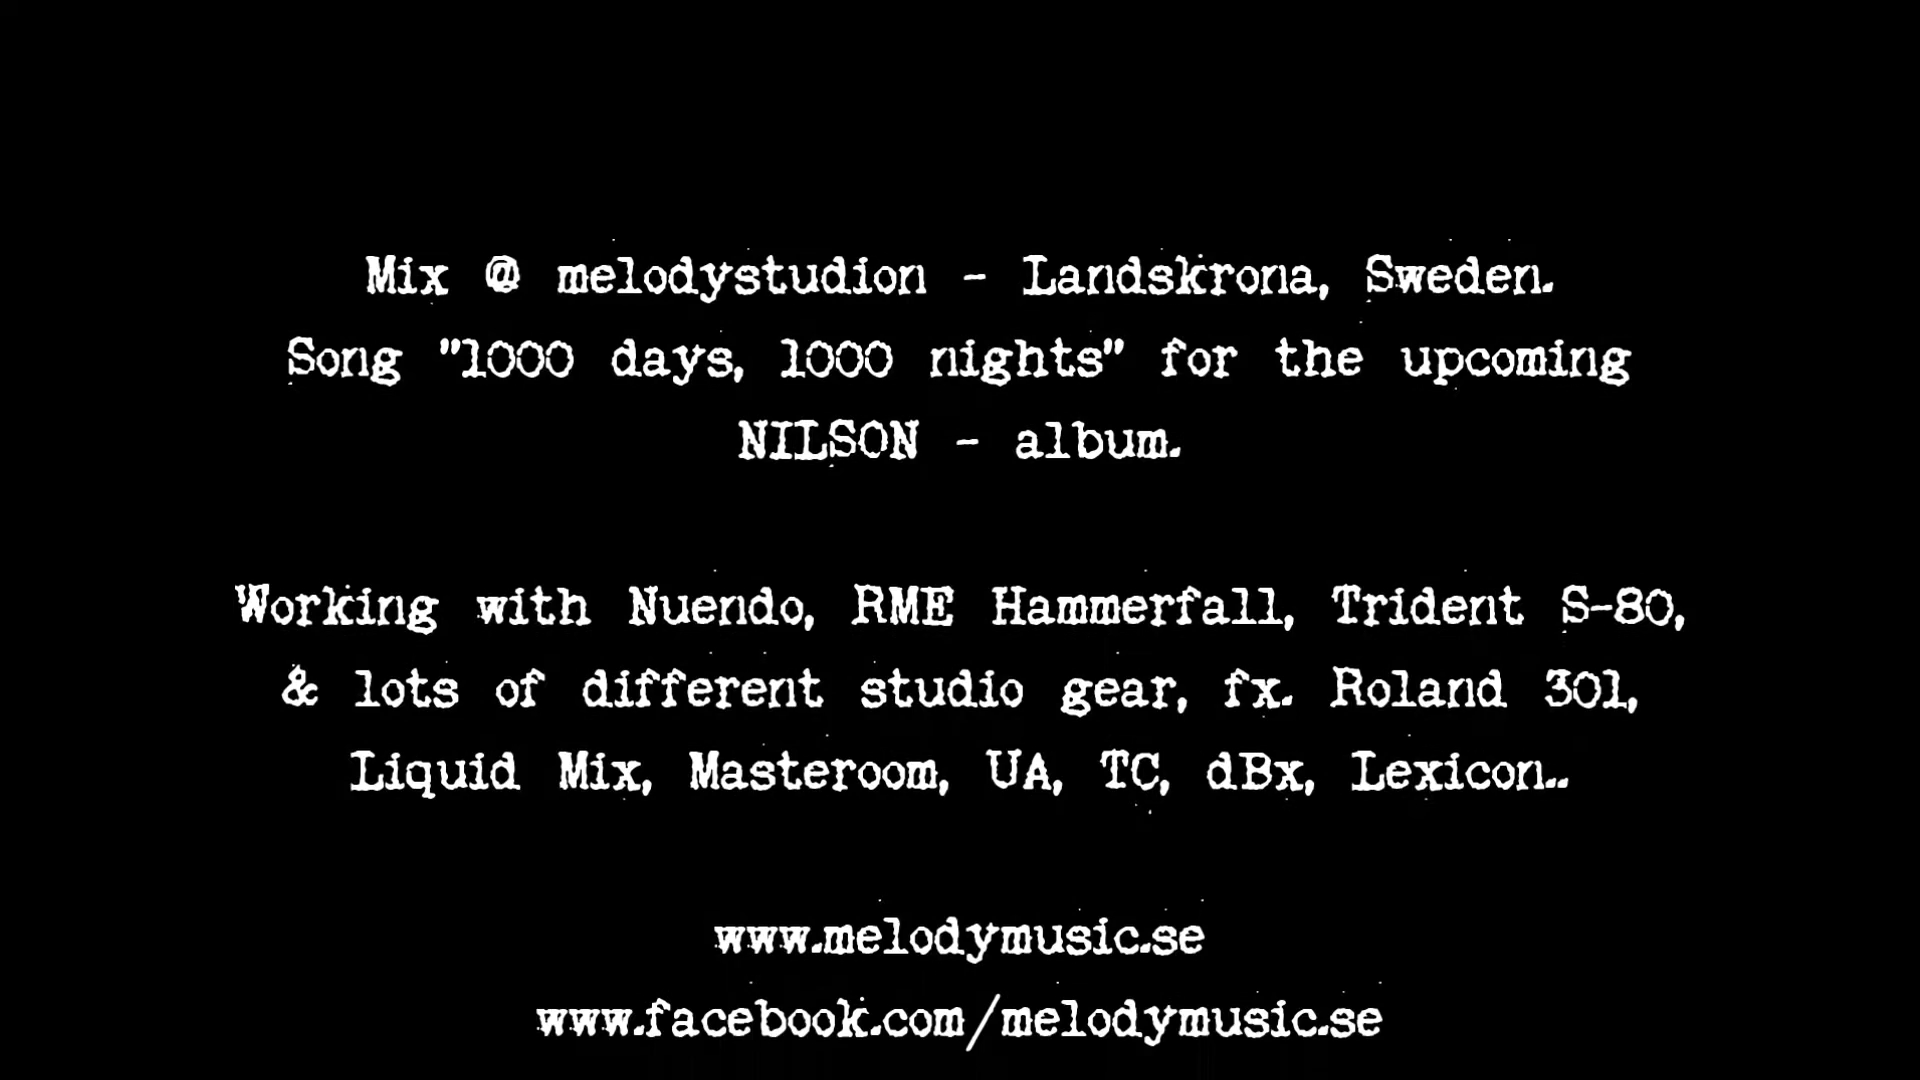 Mix @ melodystudion - Landskrona, Sweden.
Song "1000 days, 1000 nights" for the upcoming
NILSON - album.
Working with Nuendo, RME Hammerfall, Trident S-80,
& lots of different studio gear, fx. Roland 301,
Liquid Mix, Masteroom, UA, TC, dBx, Lexicon..
www.melodymusic.se
www.facebook.com/melodymusic.se